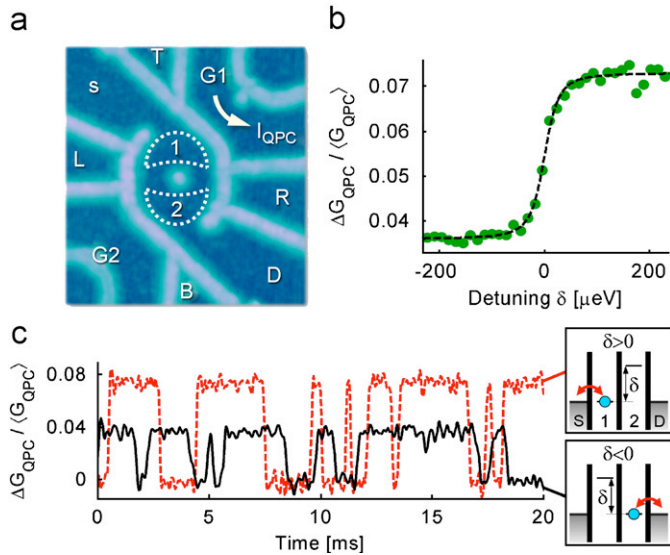 a
T
G1
S
I_QPC
1
L
R
2
G2
B
D
b
ΔG_QPC / ⟨G_QPC⟩
0.07
0.06
0.05
0.04
-200
0
200
Detuning δ [μeV]
c
ΔG_QPC / ⟨G_QPC⟩
0.08
0.04
0
0
5
10
15
20
Time [ms]
δ>0
δ
S 1 2 D
δ<0
δ